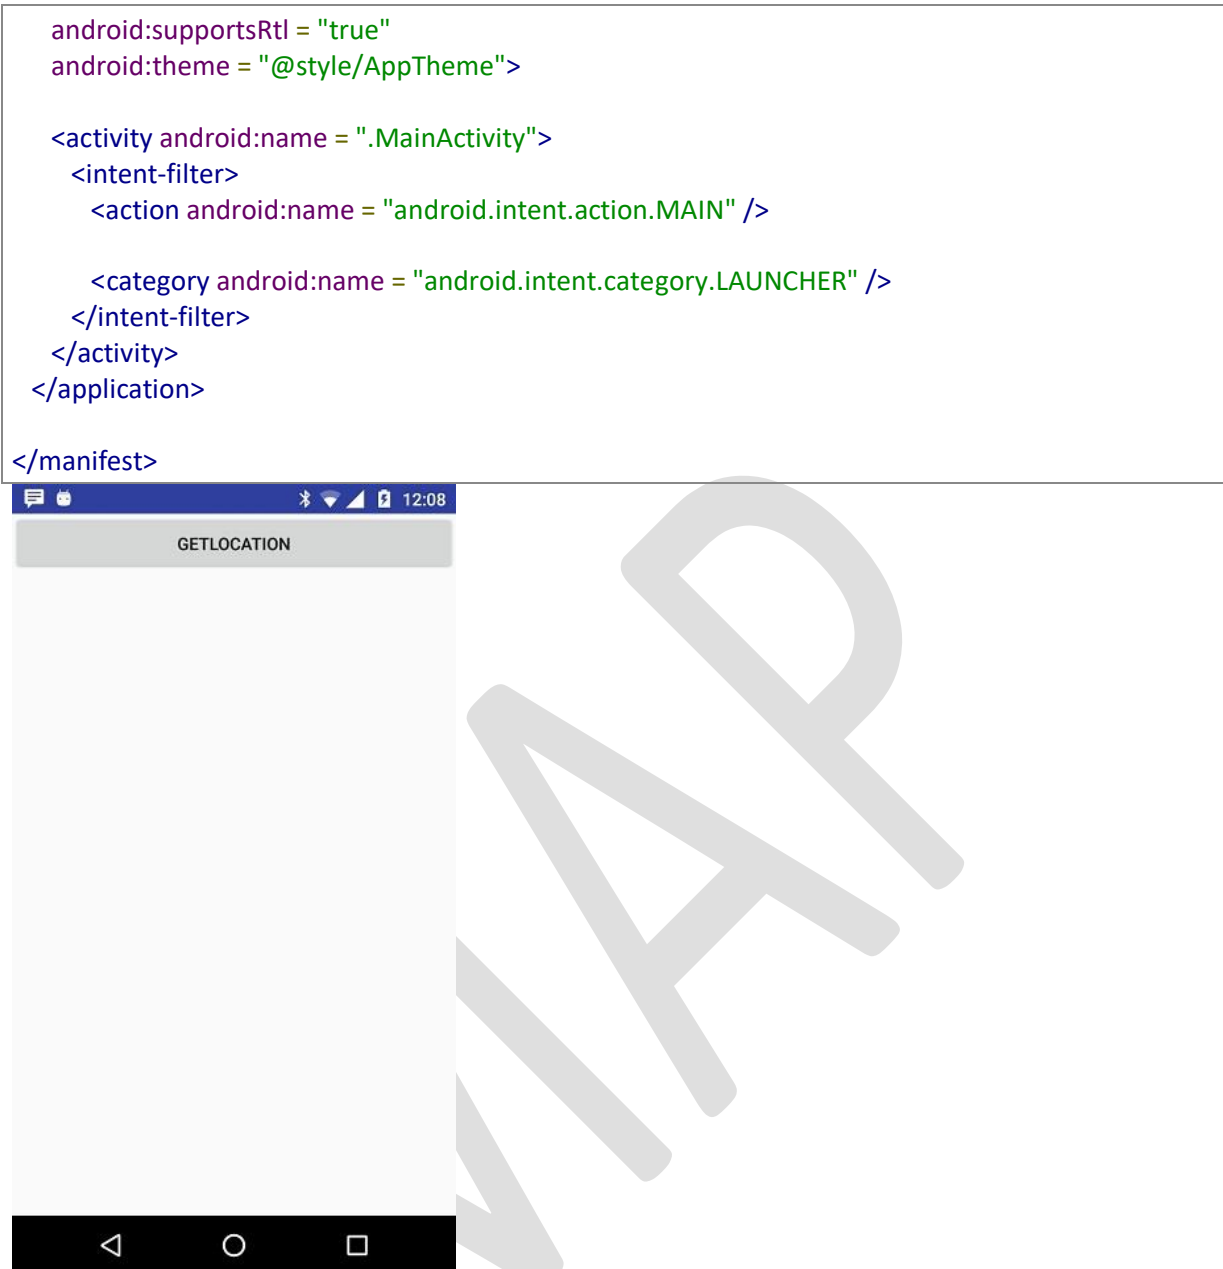 android:supportsRtl = "true"
android:theme = "@style/AppTheme">
<activity android:name = ".MainActivity">
<intent-filter>
<action android:name = "android.intent.action.MAIN" />
<category android:name = "android.intent.category.LAUNCHER" />
</intent-filter>
</activity>
</application>
</manifest>
12:08
GETLOCATION
MAP